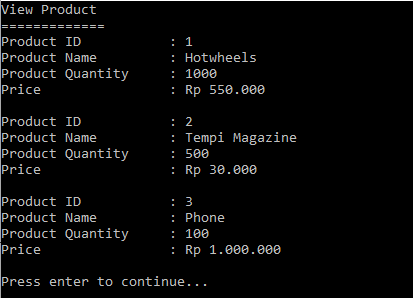 View Product
=============
Product ID           : 1
Product Name         : Hotwheels
Product Quantity     : 1000
Price                : Rp 550.000
Product ID           : 2
Product Name         : Tempi Magazine
Product Quantity     : 500
Price                : Rp 30.000
Product ID           : 3
Product Name         : Phone
Product Quantity     : 100
Price                : Rp 1.000.000
Press enter to continue...